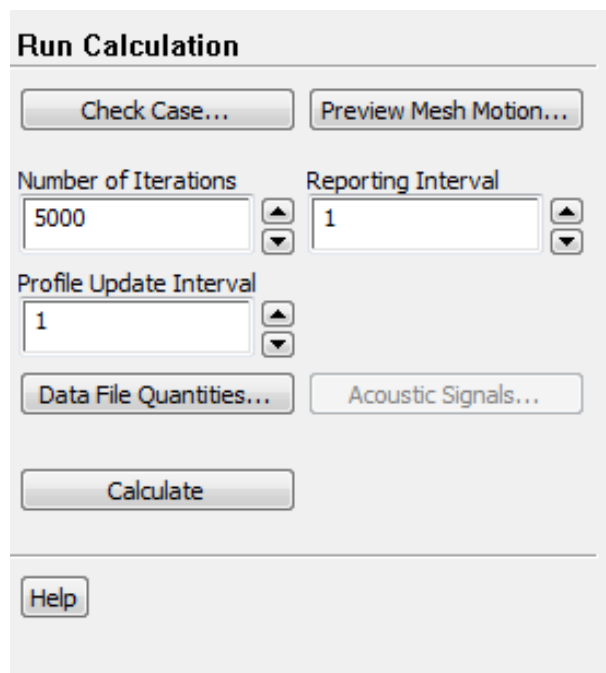 Run Calculation
Check Case... Preview Mesh Motion...
Number of Iterations Reporting Interval
5000 1
Profile Update Interval
1
Data File Quantities... Acoustic Signals...
Calculate
Help